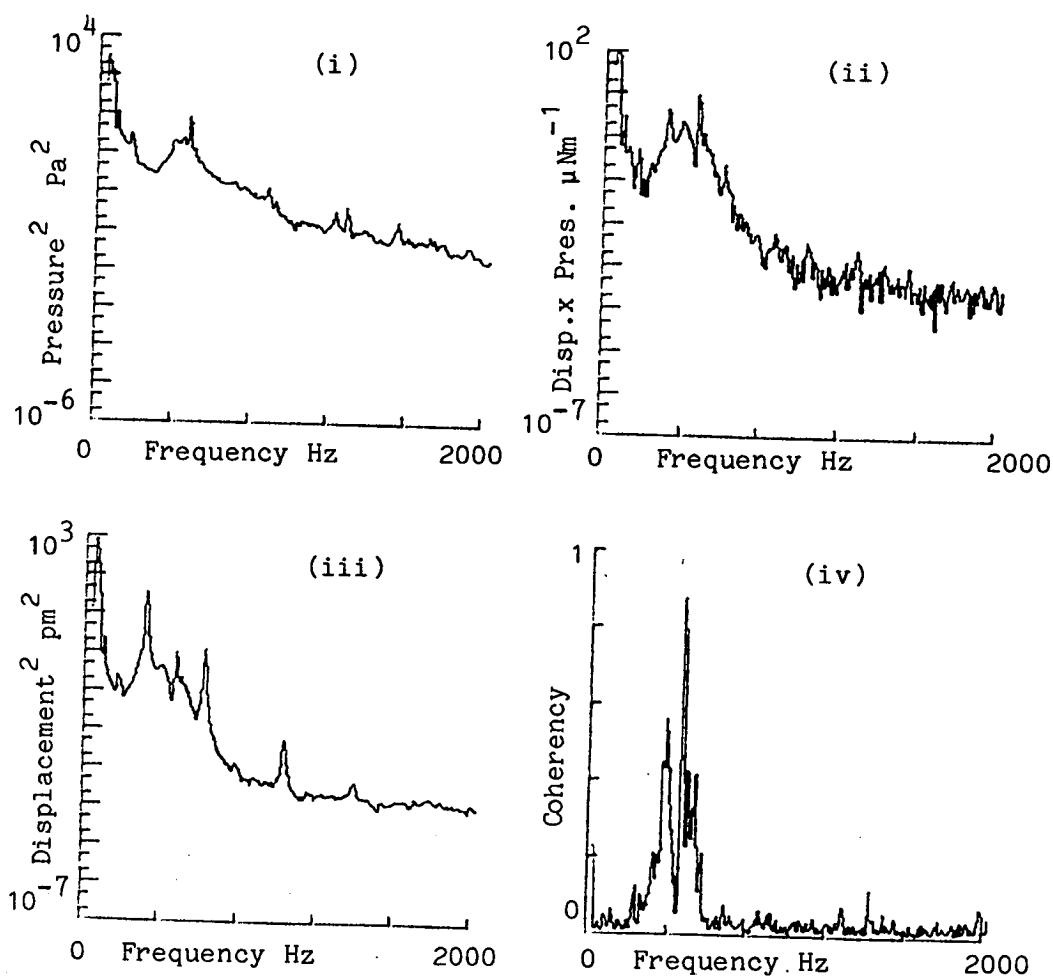 10^4
(i)
Pressure^2 Pa^2
10^-6
0 Frequency Hz 2000
10^2
(ii)
Disp.x Pres. μNm^-1
10^-7
0 Frequency Hz 2000
10^3
(iii)
Displacement^2 pm^2
10^-7
0 Frequency Hz 2000
1
(iv)
Coherency
0
0 Frequency Hz 2000